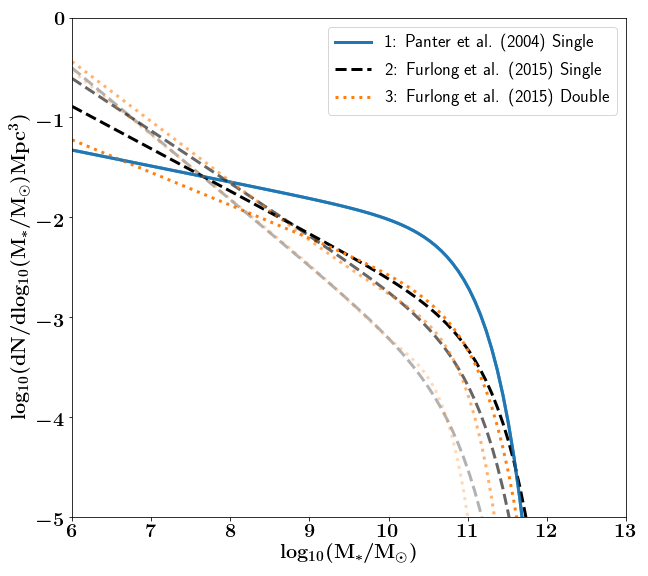 0
1: Panter et al. (2004) Single
2: Furlong et al. (2015) Single
3: Furlong et al. (2015) Double
−1
−2
−3
−4
−5
log₁₀(dN/dlog₁₀(M∗/M⊙)Mpc³)
6 7 8 9 10 11 12 13
log₁₀(M∗/M⊙)